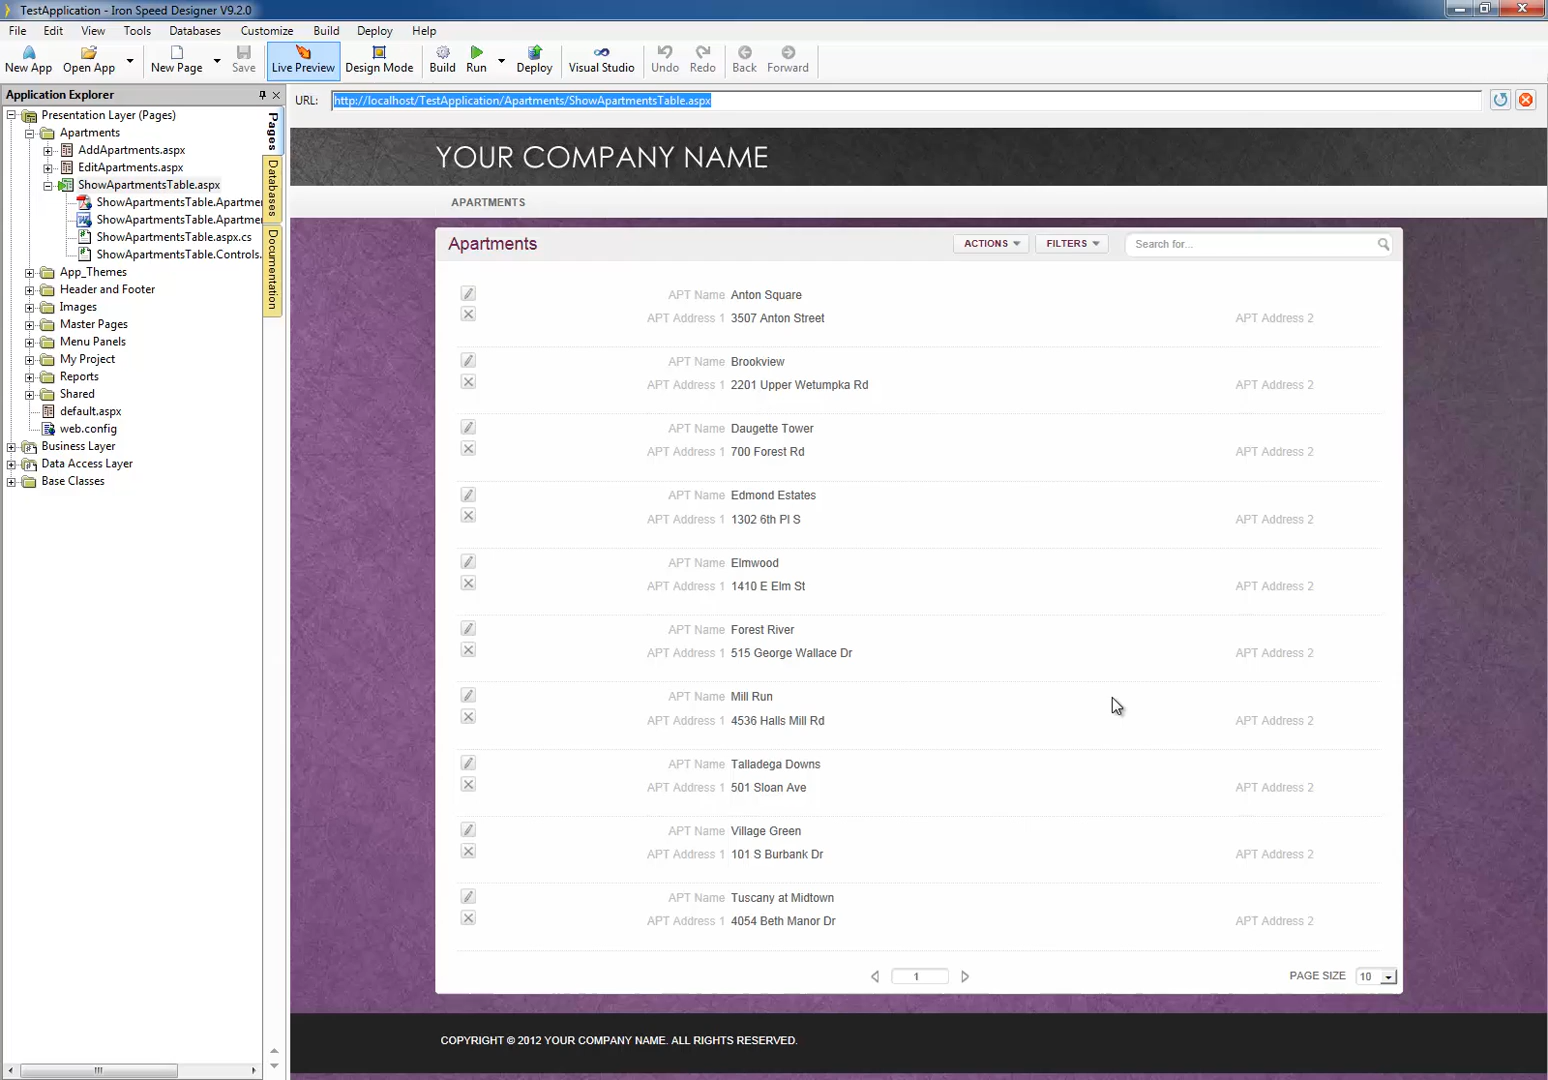 TestApplication - Iron Speed Designer V9.2.0
File Edit View Tools Databases Customize Build Deploy Help
New App Open App New Page Save Live Preview Design Mode Build Run Deploy Visual Studio Undo Redo Back Forward
Application Explorer
URL: http://localhost/TestApplication/Apartments/ShowApartmentsTable.aspx
Presentation Layer (Pages)
Apartments
AddApartments.aspx
EditApartments.aspx
ShowApartmentsTable.aspx
ShowApartmentsTable.Apartme
ShowApartmentsTable.Apartme
ShowApartmentsTable.aspx.cs
ShowApartmentsTable.Controls.
App_Themes
Header and Footer
Images
Master Pages
Menu Panels
My Project
Reports
Shared
default.aspx
web.config
Business Layer
Data Access Layer
Base Classes
Pages
Databases
Documentation
YOUR COMPANY NAME
APARTMENTS
Apartments ACTIONS FILTERS Search for...
APT Name Anton Square
APT Address 1 3507 Anton Street APT Address 2
APT Name Brookview
APT Address 1 2201 Upper Wetumpka Rd APT Address 2
APT Name Daugette Tower
APT Address 1 700 Forest Rd APT Address 2
APT Name Edmond Estates
APT Address 1 1302 6th Pl S APT Address 2
APT Name Elmwood
APT Address 1 1410 E Elm St APT Address 2
APT Name Forest River
APT Address 1 515 George Wallace Dr APT Address 2
APT Name Mill Run
APT Address 1 4536 Halls Mill Rd APT Address 2
APT Name Talladega Downs
APT Address 1 501 Sloan Ave APT Address 2
APT Name Village Green
APT Address 1 101 S Burbank Dr APT Address 2
APT Name Tuscany at Midtown
APT Address 1 4054 Beth Manor Dr APT Address 2
1 PAGE SIZE 10
COPYRIGHT © 2012 YOUR COMPANY NAME. ALL RIGHTS RESERVED.